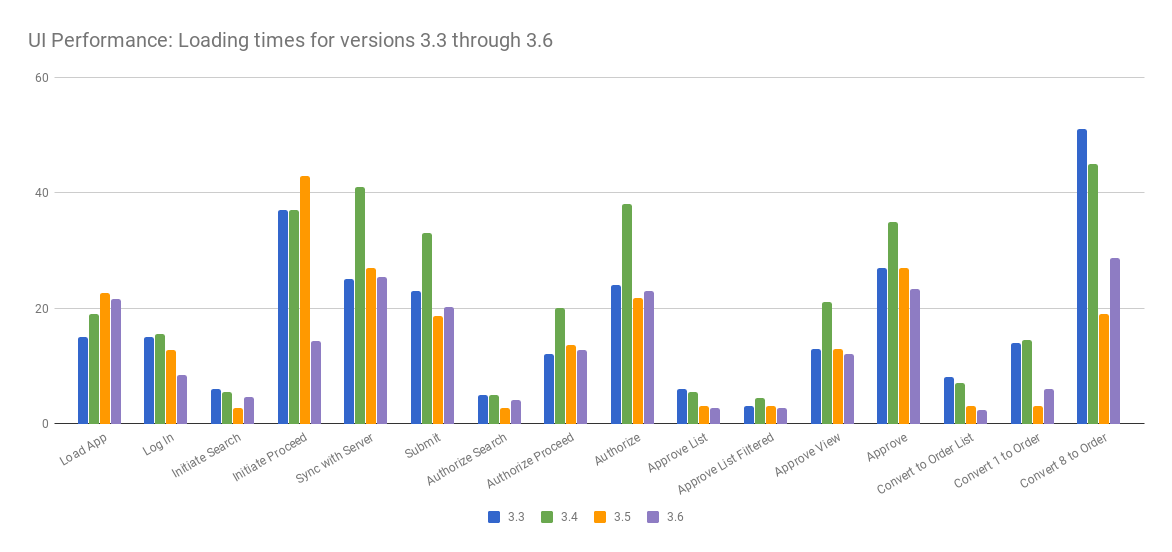 UI Performance: Loading times for versions 3.3 through 3.6
60
40
20
0
Load App
Log In
Initiate Search
Initiate Proceed
Sync with Server
Submit
Authorize Search
Authorize Proceed
Authorize
Approve List
Approve List Filtered
Approve View
Approve
Convert to Order List
Convert 1 to Order
Convert 8 to Order
3.3 3.4 3.5 3.6